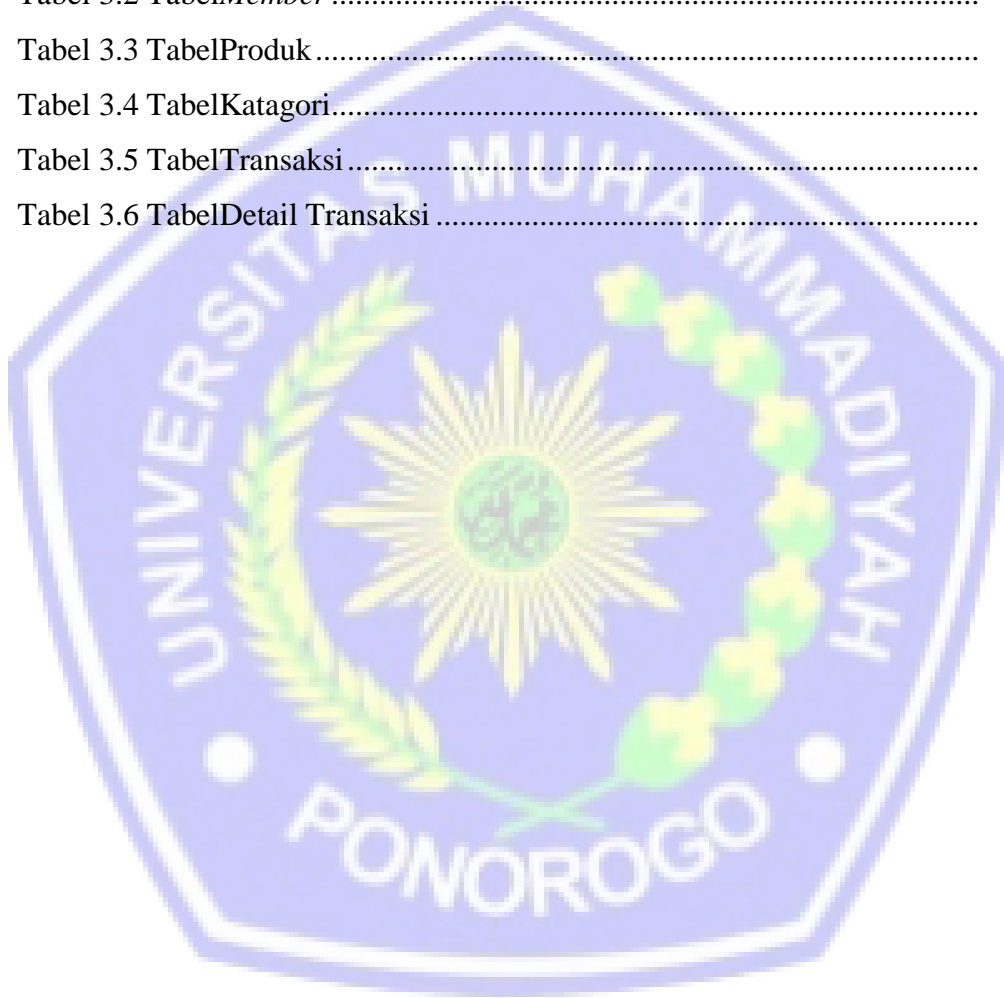 Tabel 3.2 TabelMember
Tabel 3.3 TabelProduk
Tabel 3.4 TabelKatagori
Tabel 3.5 TabelTransaksi
Tabel 3.6 TabelDetail Transaksi
UNIVERSITAS MUHAMMADIYAH
PONOROGO